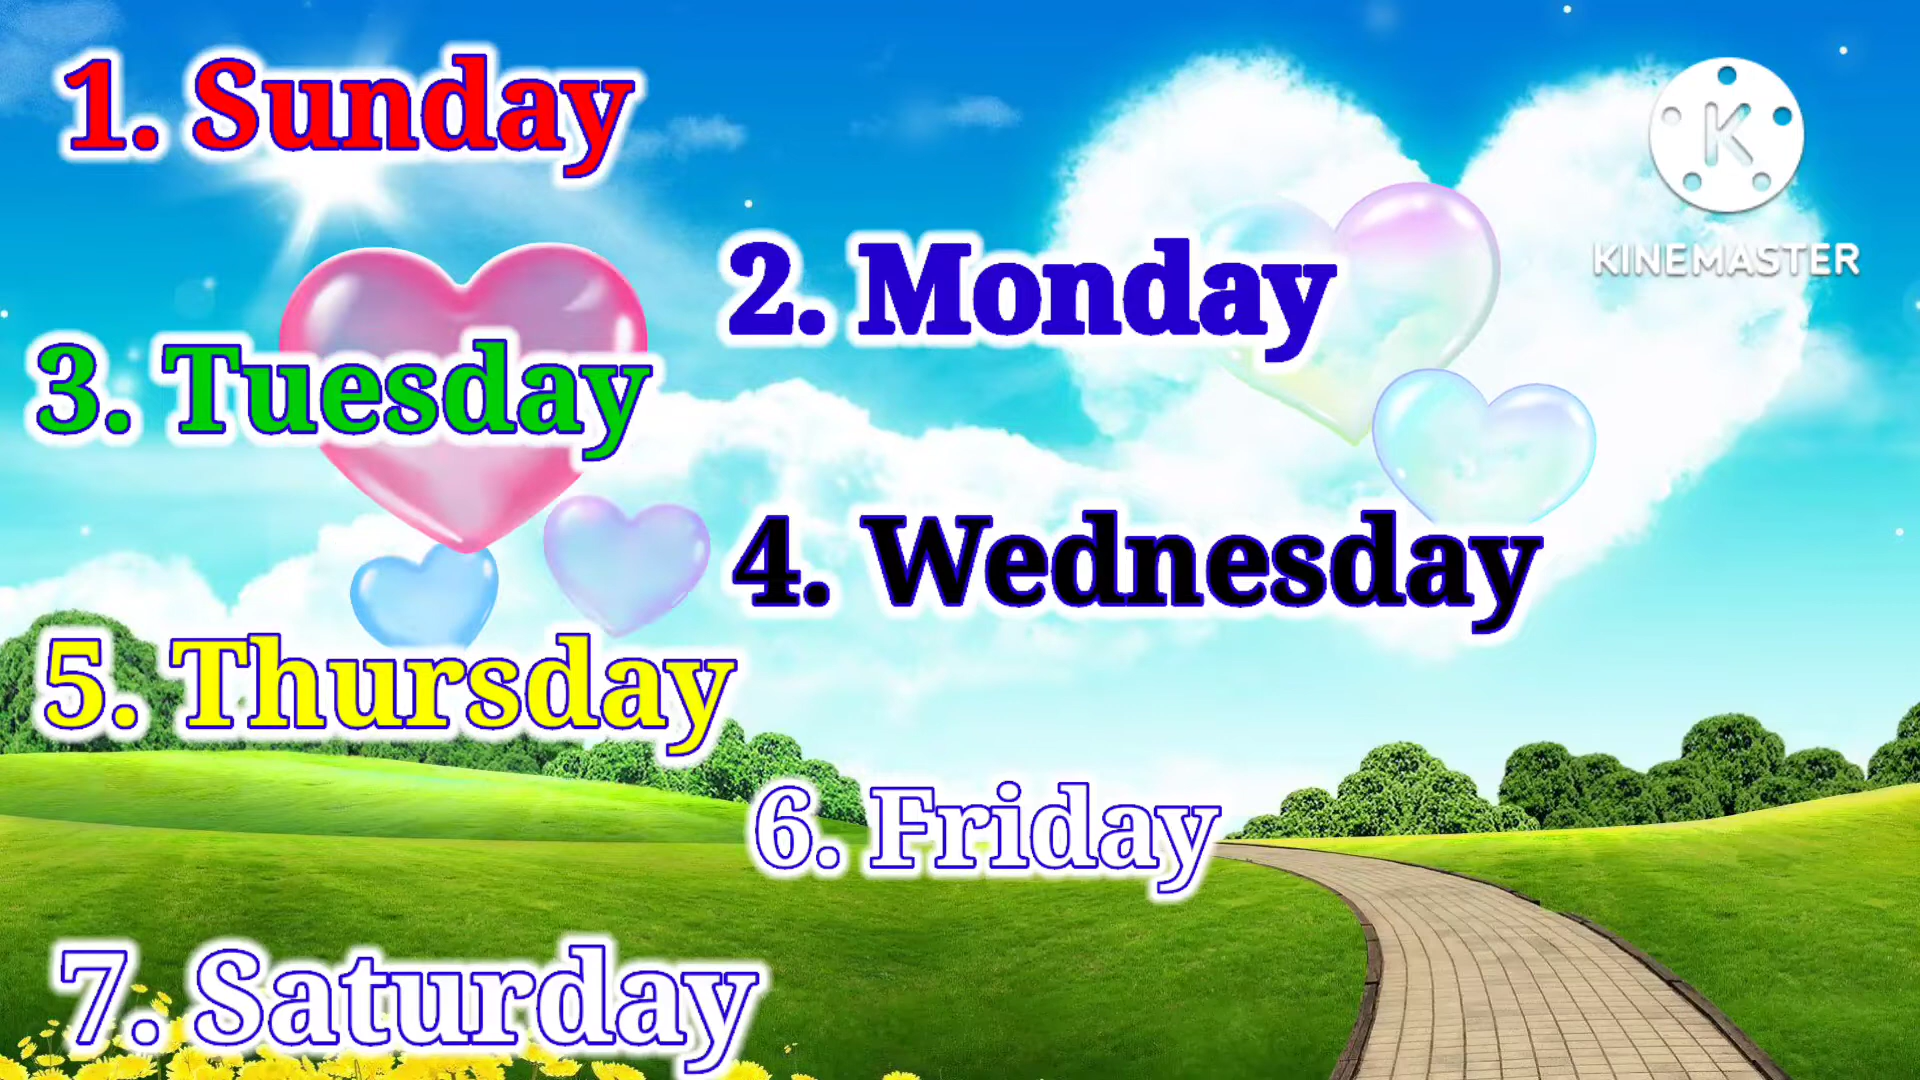 1. Sunday
2. Monday
3. Tuesday
4. Wednesday
5. Thursday
6. Friday
7. Saturday
K
KINEMASTER